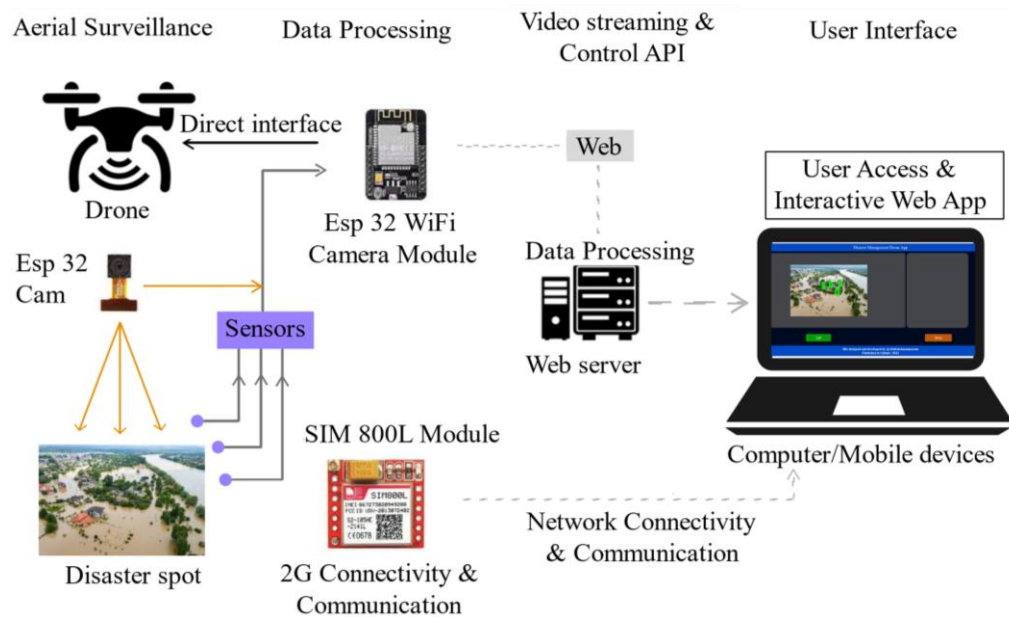 Aerial Surveillance
Data Processing
Video streaming &
Control API
User Interface
Direct interface
Drone
Esp 32 WiFi
Camera Module
Web
User Access &
Interactive Web App
Esp 32
Cam
Sensors
Data Processing
Web server
Disaster spot
SIM 800L Module
SIM800L
2G Connectivity &
Communication
Network Connectivity
& Communication
Computer/Mobile devices